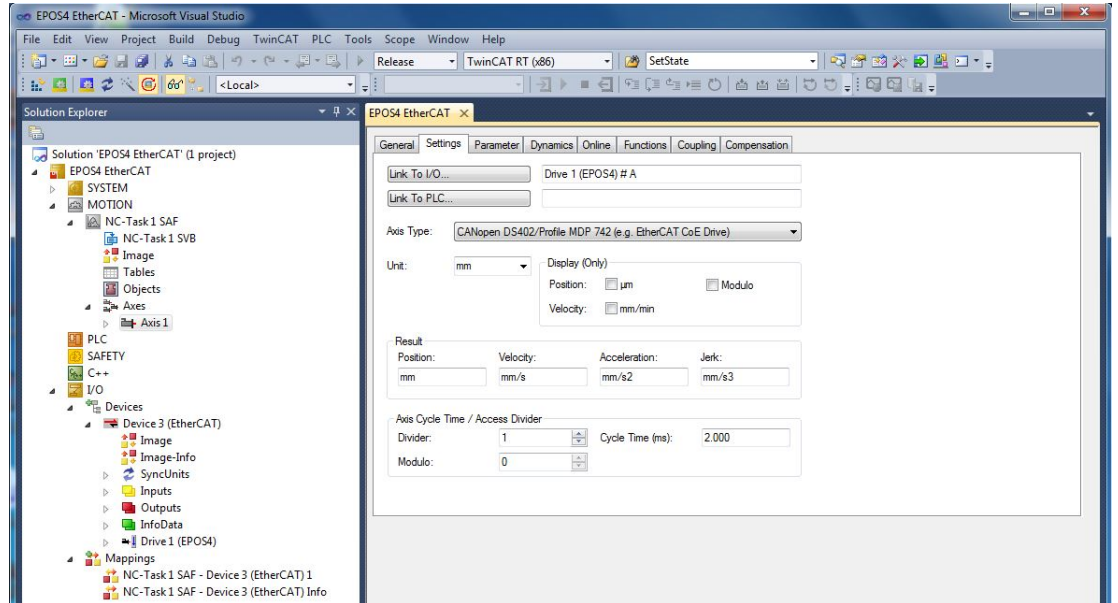 EPOS4 EtherCAT - Microsoft Visual Studio
File Edit View Project Build Debug TwinCAT PLC Tools Scope Window Help
Release TwinCAT RT (x86) SetState
<Local>
Solution Explorer
EPOS4 EtherCAT
Solution 'EPOS4 EtherCAT' (1 project)
EPOS4 EtherCAT
SYSTEM
MOTION
NC-Task 1 SAF
NC-Task 1 SVB
Image
Tables
Objects
Axes
Axis 1
PLC
SAFETY
C++
I/O
Devices
Device 3 (EtherCAT)
Image
Image-Info
SyncUnits
Inputs
Outputs
InfoData
Drive 1 (EPOS4)
Mappings
NC-Task 1 SAF - Device 3 (EtherCAT) 1
NC-Task 1 SAF - Device 3 (EtherCAT) Info
General Settings Parameter Dynamics Online Functions Coupling Compensation
Link To I/O... Drive 1 (EPOS4) # A
Link To PLC...
Axis Type: CANopen DS402/Profile MDP 742 (e.g. EtherCAT CoE Drive)
Unit: mm Display (Only)
Position: µm Modulo
Velocity: mm/min
Result
Position: Velocity: Acceleration: Jerk:
mm mm/s mm/s2 mm/s3
Axis Cycle Time / Access Divider
Divider: 1 Cycle Time (ms): 2.000
Modulo: 0